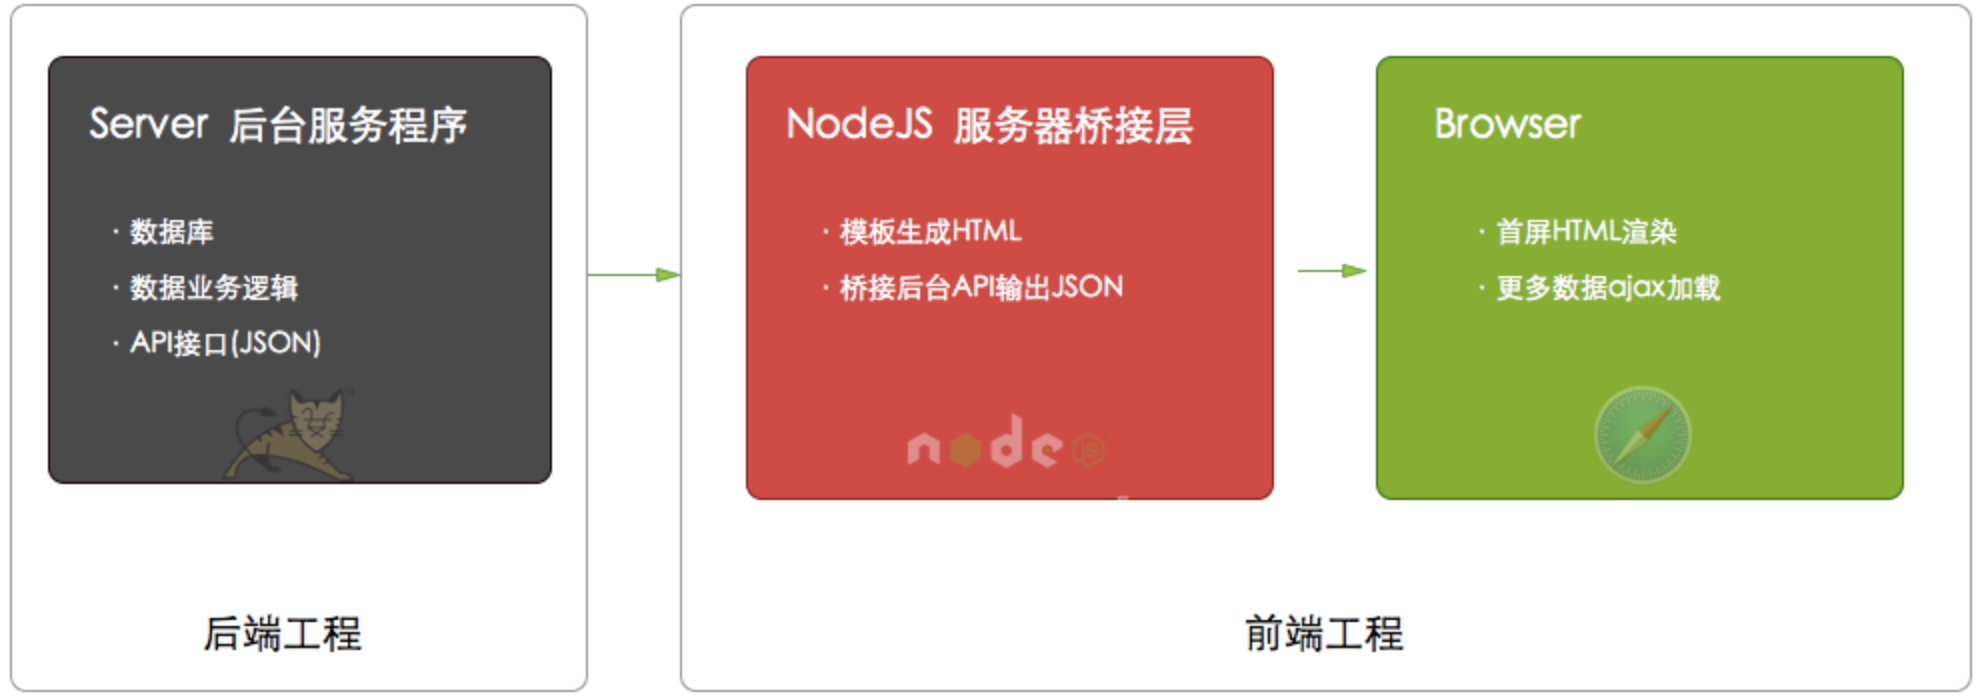 Server 后台服务程序
· 数据库
· 数据业务逻辑
· API接口(JSON)
后端工程
NodeJS 服务器桥接层
· 模板生成HTML
· 桥接后台API输出JSON
node JS
Browser
· 首屏HTML渲染
· 更多数据ajax加载
前端工程